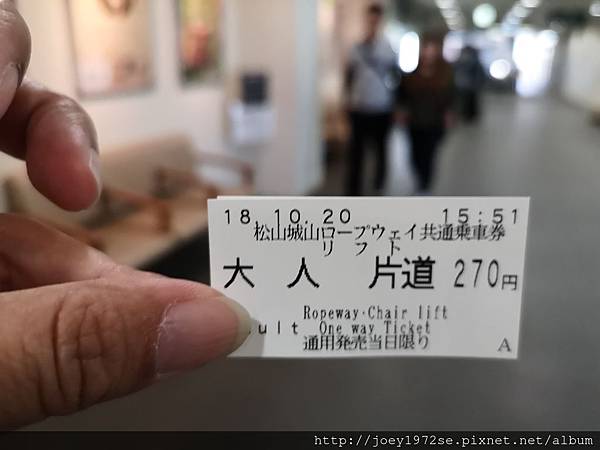 18.10.20 15:51
松山城山ロープウェイ共通乗車券
リフト
大人 片道 270円
Ropeway·Chair lift
ult One way Ticket
通用発売当日限り A
http://joey1972se.pixnet.net/album